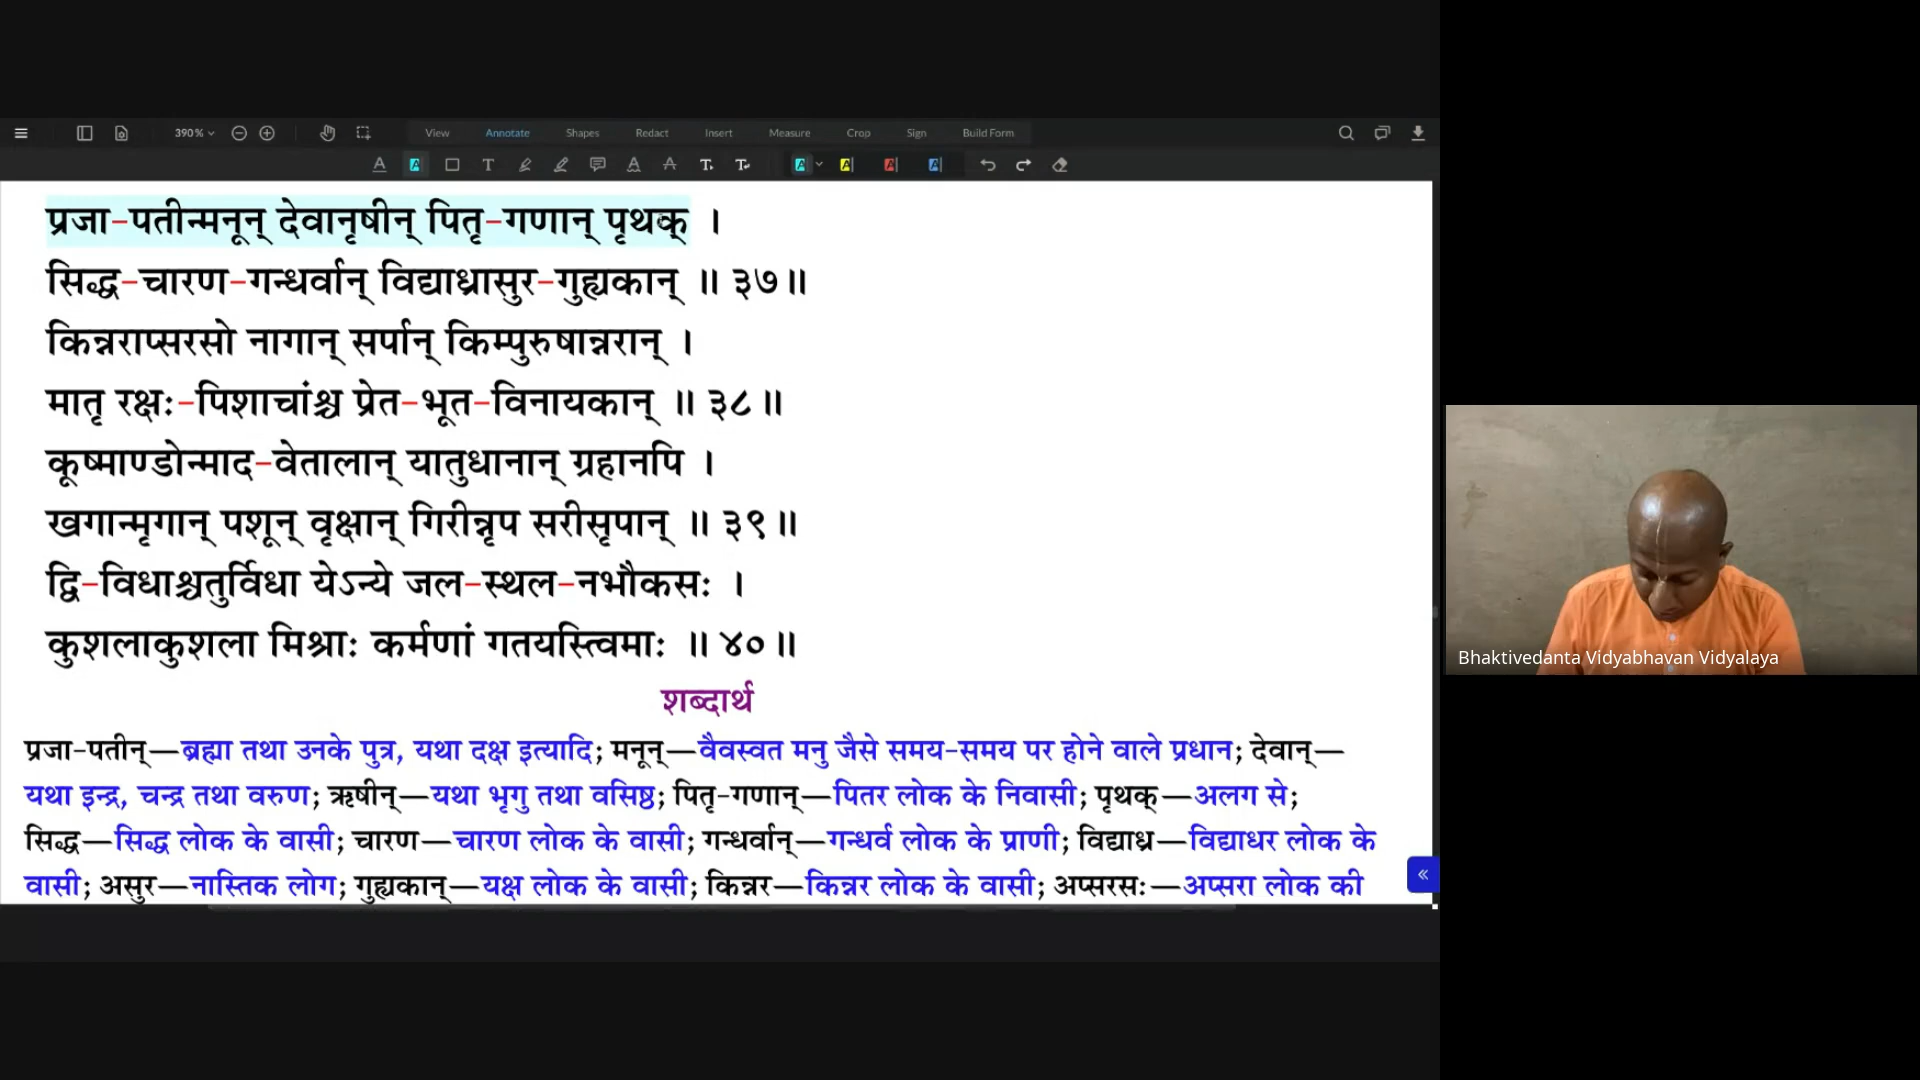 390%
View Annotate Shapes Redact Insert Measure Crop Sign Build Form
प्रजा-पतीन्मनून् देवानृषीन् पितृ-गणान् पृथक् ।
सिद्ध-चारण-गन्धर्वान् विद्याध्रासुर-गुह्यकान् ॥ ३७॥
किन्नराप्सरसो नागान् सर्पान् किम्पुरुषान्नरान् ।
मातृ रक्षः-पिशाचांश्च प्रेत-भूत-विनायकान् ॥ ३८॥
कूष्माण्डोन्माद-वेतालान् यातुधानान् ग्रहानपि ।
खगान्मृगान् पशून् वृक्षान् गिरीन्नृप सरीसृपान् ॥ ३९॥
द्वि-विधाश्चतुर्विधा येऽन्ये जल-स्थल-नभौकसः ।
कुशलाकुशला मिश्राः कर्मणां गतयस्त्विमाः ॥ ४०॥
शब्दार्थ
प्रजा-पतीन्—ब्रह्मा तथा उनके पुत्र, यथा दक्ष इत्यादि; मनून्—वैवस्वत मनु जैसे समय-समय पर होने वाले प्रधान; देवान्—
यथा इन्द्र, चन्द्र तथा वरुण; ऋषीन्—यथा भृगु तथा वसिष्ठ; पितृ-गणान्—पितर लोक के निवासी; पृथक्—अलग से;
सिद्ध—सिद्ध लोक के वासी; चारण—चारण लोक के वासी; गन्धर्वान्—गन्धर्व लोक के प्राणी; विद्याध्र—विद्याधर लोक के
वासी; असुर—नास्तिक लोग; गुह्यकान्—यक्ष लोक के वासी; किन्नर—किन्नर लोक के वासी; अप्सरसः—अप्सरा लोक की
Bhaktivedanta Vidyabhavan Vidyalaya